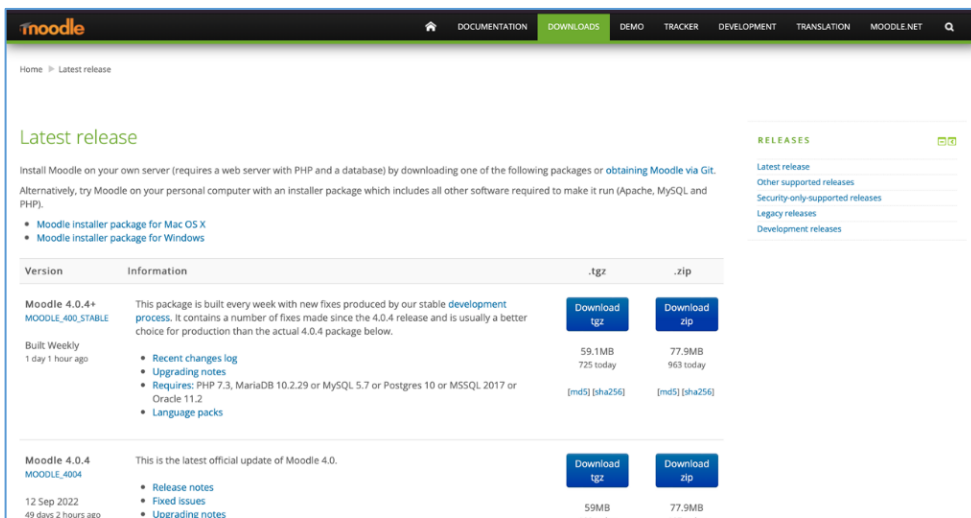 moodle
DOCUMENTATION DOWNLOADS DEMO TRACKER DEVELOPMENT TRANSLATION MOODLE.NET
Home Latest release
Latest release
Install Moodle on your own server (requires a web server with PHP and a database) by downloading one of the following packages or obtaining Moodle via Git.
Alternatively, try Moodle on your personal computer with an installer package which includes all other software required to make it run (Apache, MySQL and
PHP).
• Moodle installer package for Mac OS X
• Moodle installer package for Windows
Version Information .tgz .zip
Moodle 4.0.4+
MOODLE_400_STABLE
Built Weekly
1 day 1 hour ago
This package is built every week with new fixes produced by our stable development
process. It contains a number of fixes made since the 4.0.4 release and is usually a better
choice for production than the actual 4.0.4 package below.
• Recent changes log
• Upgrading notes
• Requires: PHP 7.3, MariaDB 10.2.29 or MySQL 5.7 or Postgres 10 or MSSQL 2017 or
Oracle 11.2
• Language packs
Download
tgz
59.1MB
725 today
[md5] [sha256]
Download
zip
77.9MB
963 today
[md5] [sha256]
Moodle 4.0.4
MOODLE_4004
12 Sep 2022
49 days 2 hours ago
This is the latest official update of Moodle 4.0.
• Release notes
• Fixed issues
• Upgrading notes
Download
tgz
59MB
Download
zip
77.9MB
RELEASES
Latest release
Other supported releases
Security-only-supported releases
Legacy releases
Development releases